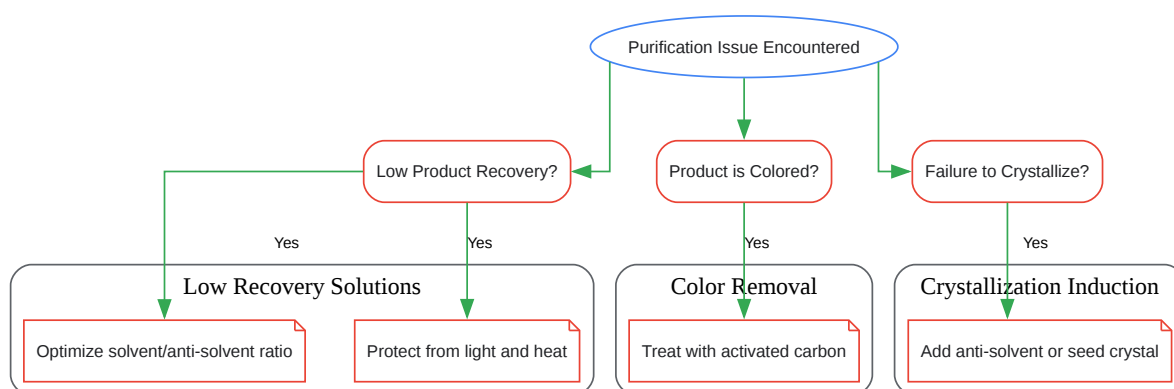 Purification Issue Encountered
Low Product Recovery?
Product is Colored?
Failure to Crystallize?
Yes
Yes
Yes
Yes
Low Recovery Solutions
Color Removal
Crystallization Induction
Optimize solvent/anti-solvent ratio
Protect from light and heat
Treat with activated carbon
Add anti-solvent or seed crystal